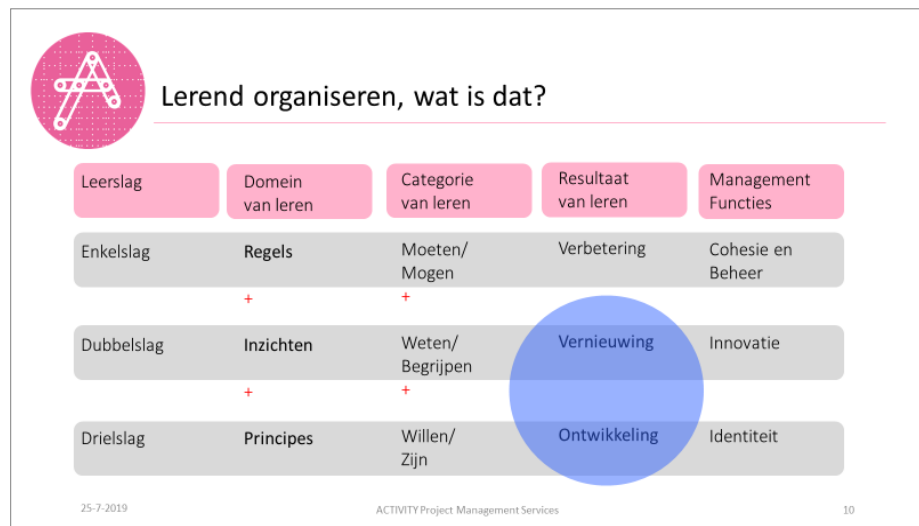 Lerend organiseren, wat is dat?
Leerslag Domein Categorie Resultaat Management
van leren van leren van leren Functies
Enkelslag Regels Moeten/ Verbetering Cohesie en
Mogen Beheer
+ +
Dubbelslag Inzichten Weten/ Vernieuwing Innovatie
Begrijpen
+ +
Drielslag Principes Willen/ Ontwikkeling Identiteit
Zijn
25-7-2019 ACTIVITY Project Management Services 10